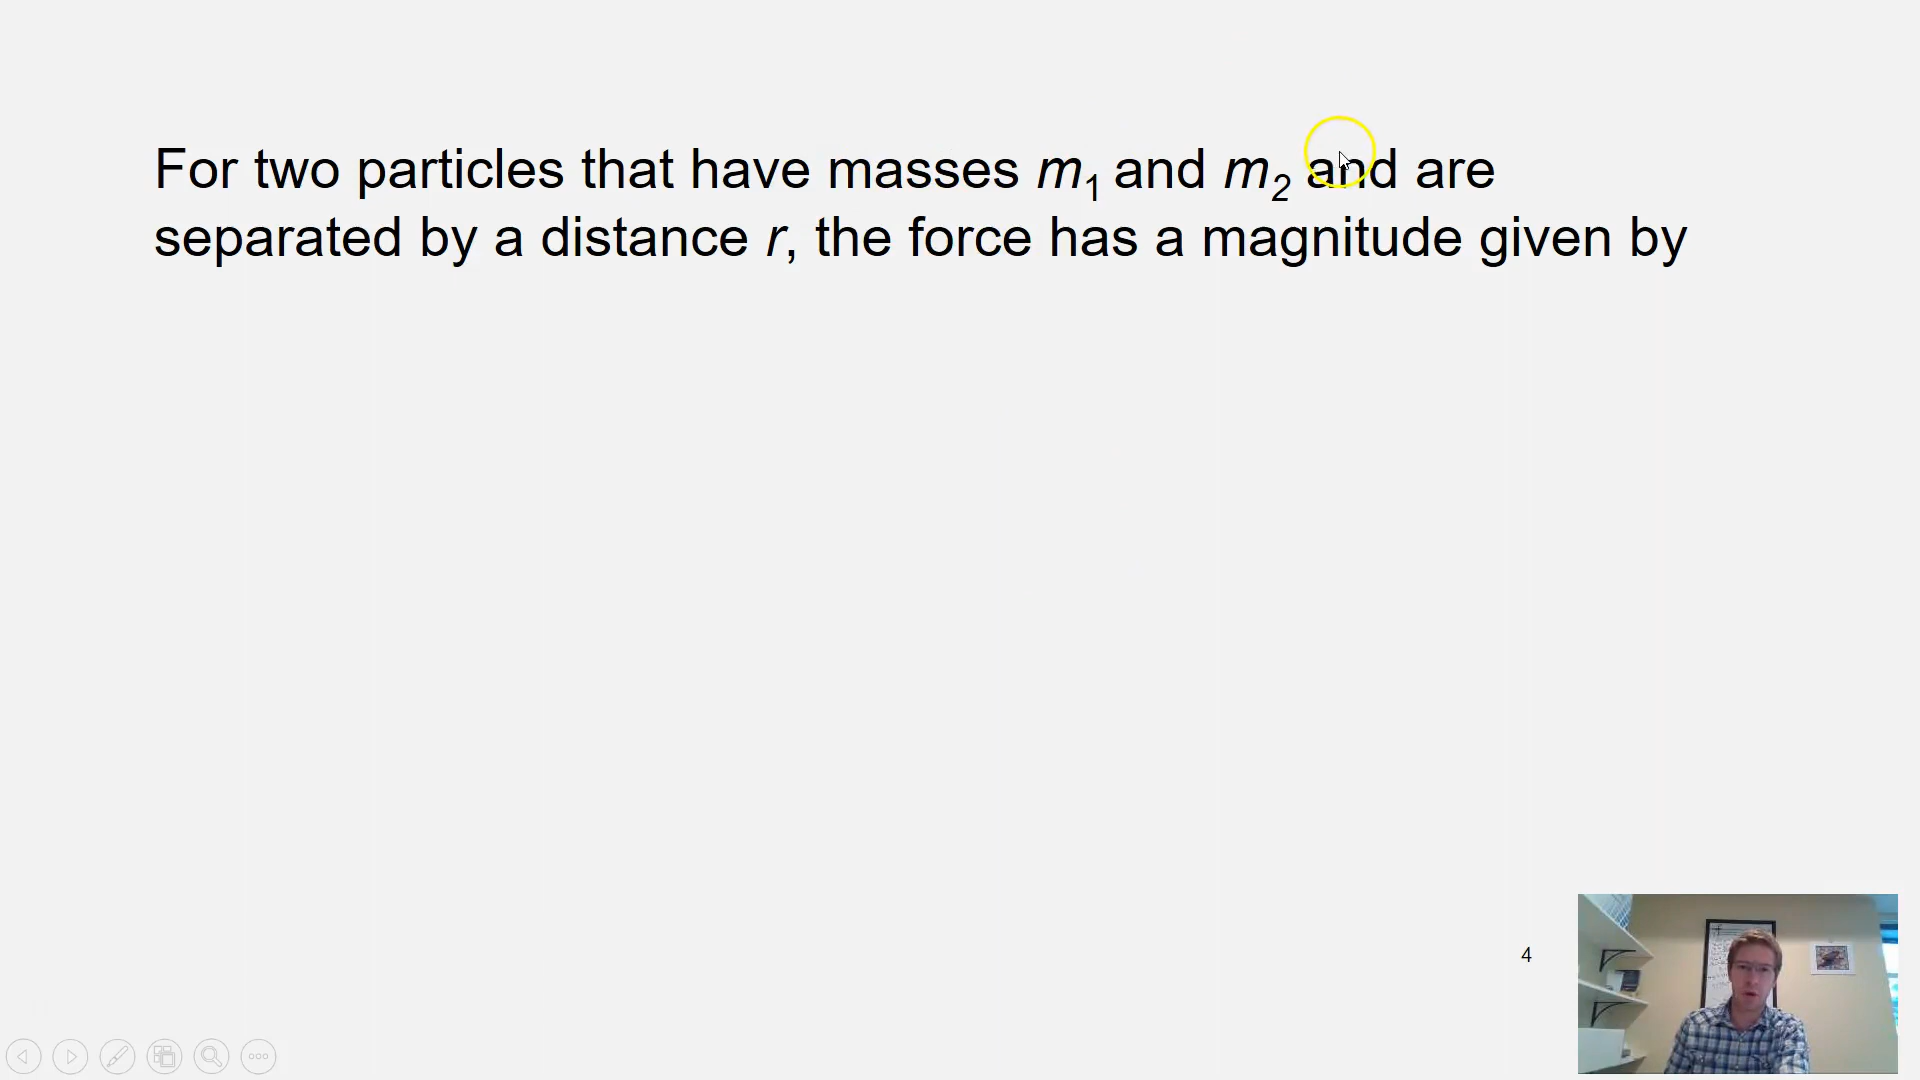 For two particles that have masses m₁ and m₂ and are
separated by a distance r, the force has a magnitude given by
4